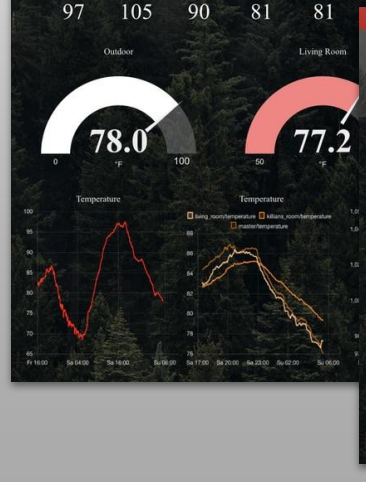 97 105 90 81 81
Outdoor Living Room
78.0 77.2
0 °F 100 50 °F
Temperature Temperature
living_room/temperature killians_room/temperature
master/temperature
100
95
90
85
80
75
70
65
Fr 16:00 Sa 04:00 Sa 16:00 Su 06:00
88
86
84
82
80
78
76
Sa 17:00 Sa 20:00 Sa 23:00 Su 02:00 Su 06:00